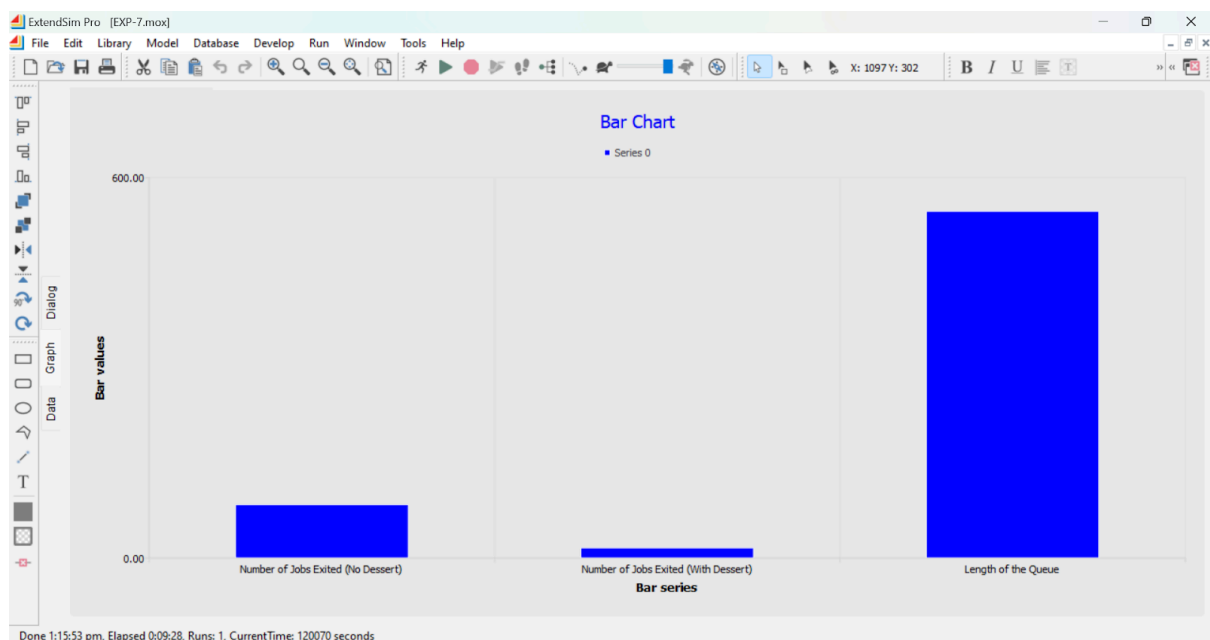 ExtendSim Pro [EXP-7.mox]
File Edit Library Model Database Develop Run Window Tools Help
X: 1097 Y: 302
B I U T
Bar Chart
Series 0
600.00
Bar values
0.00
Number of Jobs Exited (No Dessert)
Number of Jobs Exited (With Dessert)
Length of the Queue
Bar series
Dialog
Graph
Data
90°
T
Done 1:15:53 pm. Elapsed 0:09:28. Runs: 1. CurrentTime: 120070 seconds